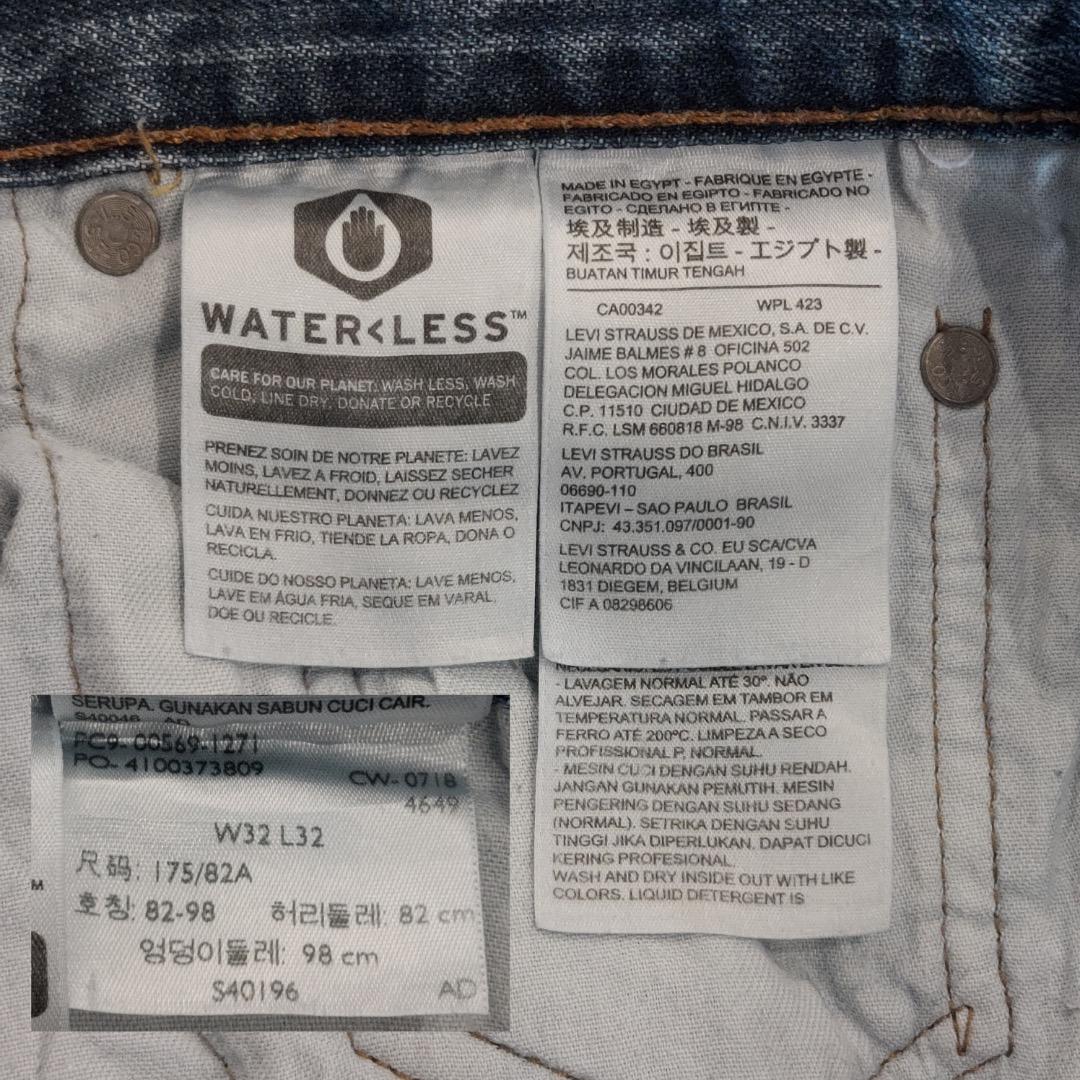 WATER<LESS™
CARE FOR OUR PLANET: WASH LESS, WASH
COLD, LINE DRY, DONATE OR RECYCLE
PRENEZ SOIN DE NOTRE PLANETE: LAVEZ
MOINS, LAVEZ A FROID, LAISSEZ SECHER
NATURELLEMENT, DONNEZ OU RECYCLEZ
CUIDA NUESTRO PLANETA: LAVA MENOS,
LAVA EN FRIO, TIENDE LA ROPA, DONA O
RECICLA.
CUIDE DO NOSSO PLANETA: LAVE MENOS,
LAVE EM ÁGUA FRIA, SEQUE EM VARAL,
DOE OU RECICLE.
MADE IN EGYPT - FABRIQUE EN EGYPTE -
FABRICADO EN EGIPTO - FABRICADO NO
EGITO - СДЕЛАНО В ЕГИПТЕ -
埃及制造 - 埃及製 -
제조국 : 이집트 - エジプト製 -
BUATAN TIMUR TENGAH
CA00342 WPL 423
LEVI STRAUSS DE MEXICO, S.A. DE C.V.
JAIME BALMES # 8 OFICINA 502
COL. LOS MORALES POLANCO
DELEGACION MIGUEL HIDALGO
C.P. 11510 CIUDAD DE MEXICO
R.F.C. LSM 660818 M-98 C.N.I.V. 3337
LEVI STRAUSS DO BRASIL
AV. PORTUGAL, 400
06690-110
ITAPEVI – SAO PAULO BRASIL
CNPJ: 43.351.097/0001-90
LEVI STRAUSS & CO. EU SCA/CVA
LEONARDO DA VINCILAAN, 19 - D
1831 DIEGEM, BELGIUM
CIF A 08298606
- LAVAGEM NORMAL ATÉ 30º. NÃO
ALVEJAR. SECAGEM EM TAMBOR EM
TEMPERATURA NORMAL. PASSAR A
FERRO ATÉ 200ºC. LIMPEZA A SECO
PROFISSIONAL P, NORMAL.
- MESIN CUCI DENGAN SUHU RENDAH.
JANGAN GUNAKAN PEMUTIH. MESIN
PENGERING DENGAN SUHU SEDANG
(NORMAL). SETRIKA DENGAN SUHU
TINGGI JIKA DIPERLUKAN. DAPAT DICUCI
KERING PROFESIONAL.
WASH AND DRY INSIDE OUT WITH LIKE
COLORS. LIQUID DETERGENT IS
SERUPA. GUNAKAN SABUN CUCI CAIR.
S40046 AD
PC9- 00569-1271
PO- 4100373809
CW- 0718
4649
W32 L32
尺码: 175/82A
호칭: 82-98 허리둘레: 82 cm
엉덩이둘레: 98 cm
S40196 AD